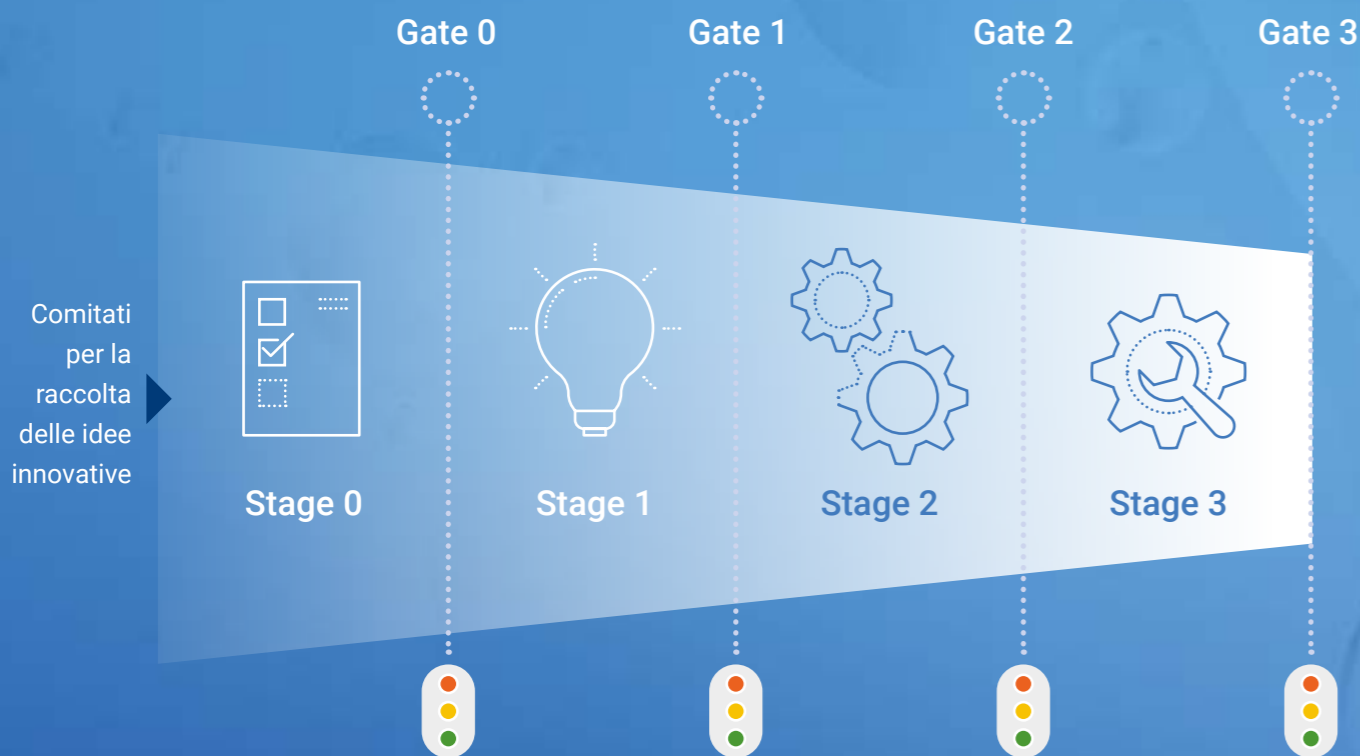 Gate 0
Gate 1
Gate 2
Gate 3
Comitati
per la
raccolta
delle idee
innovative
Stage 0
Stage 1
Stage 2
Stage 3